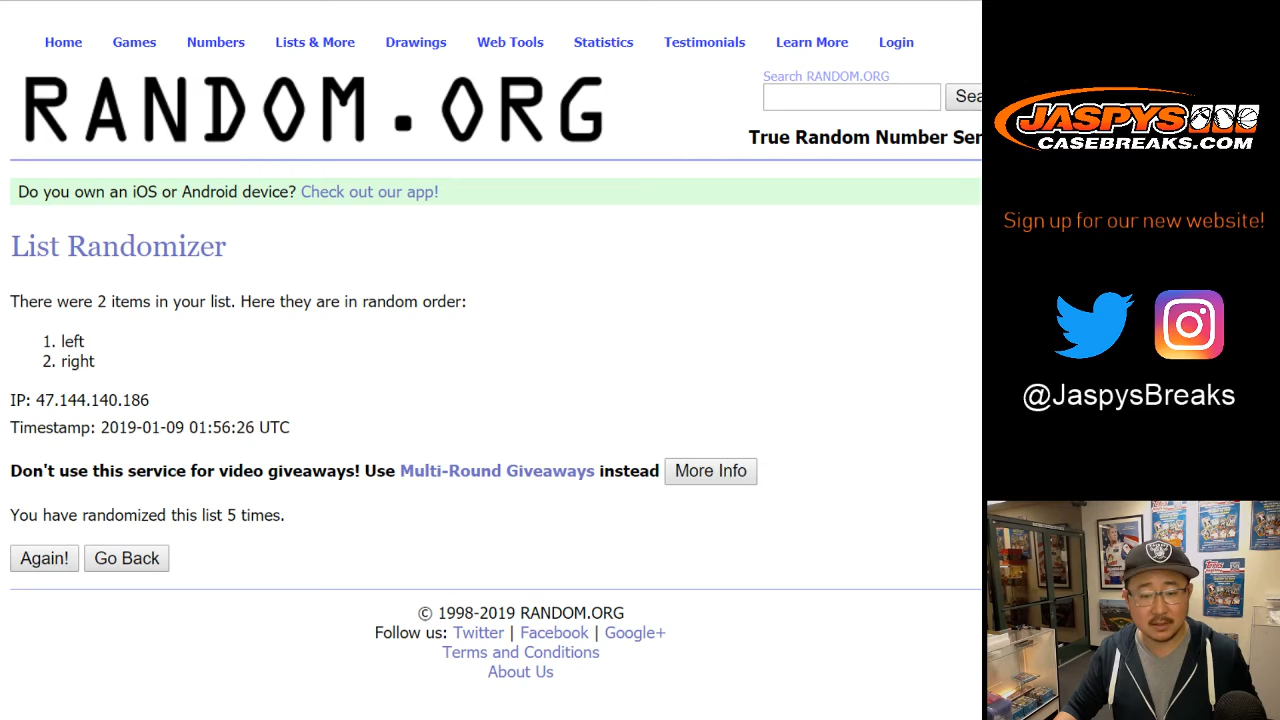 Home Games Numbers Lists & More Drawings Web Tools Statistics Testimonials Learn More Login
RANDOM.ORG
Search RANDOM.ORG
Sea
True Random Number Ser
Do you own an iOS or Android device? Check out our app!
List Randomizer
There were 2 items in your list. Here they are in random order:
1. left
2. right
IP: 47.144.140.186
Timestamp: 2019-01-09 01:56:26 UTC
Don't use this service for video giveaways! Use Multi-Round Giveaways instead More Info
You have randomized this list 5 times.
Again! Go Back
© 1998-2019 RANDOM.ORG
Follow us: Twitter | Facebook | Google+
Terms and Conditions
About Us
JASPYS
CASEBREAKS.COM
Sign up for our new website!
@JaspysBreaks
Topps